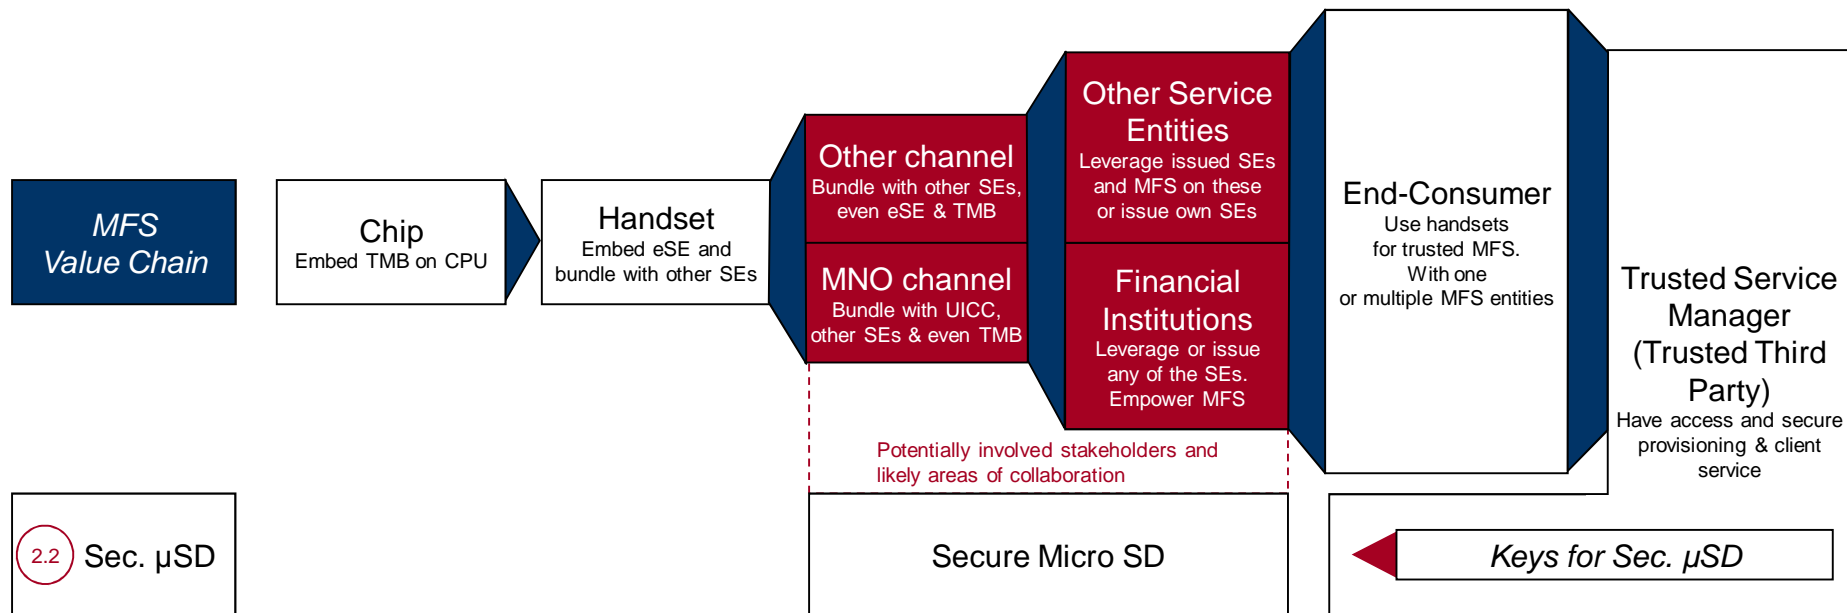 MFS
Value Chain
Chip
Embed TMB on CPU
Handset
Embed eSE and
bundle with other SEs
Other channel
Bundle with other SEs,
even eSE & TMB
MNO channel
Bundle with UICC,
other SEs & even TMB
Other Service
Entities
Leverage issued SEs
and MFS on these
or issue own SEs
Financial
Institutions
Leverage or issue
any of the SEs.
Empower MFS
End-Consumer
Use handsets
for trusted MFS.
With one
or multiple MFS entities
Trusted Service
Manager
(Trusted Third
Party)
Have access and secure
provisioning & client
service
Potentially involved stakeholders and
likely areas of collaboration
2.2 Sec. µSD
Secure Micro SD
Keys for Sec. µSD